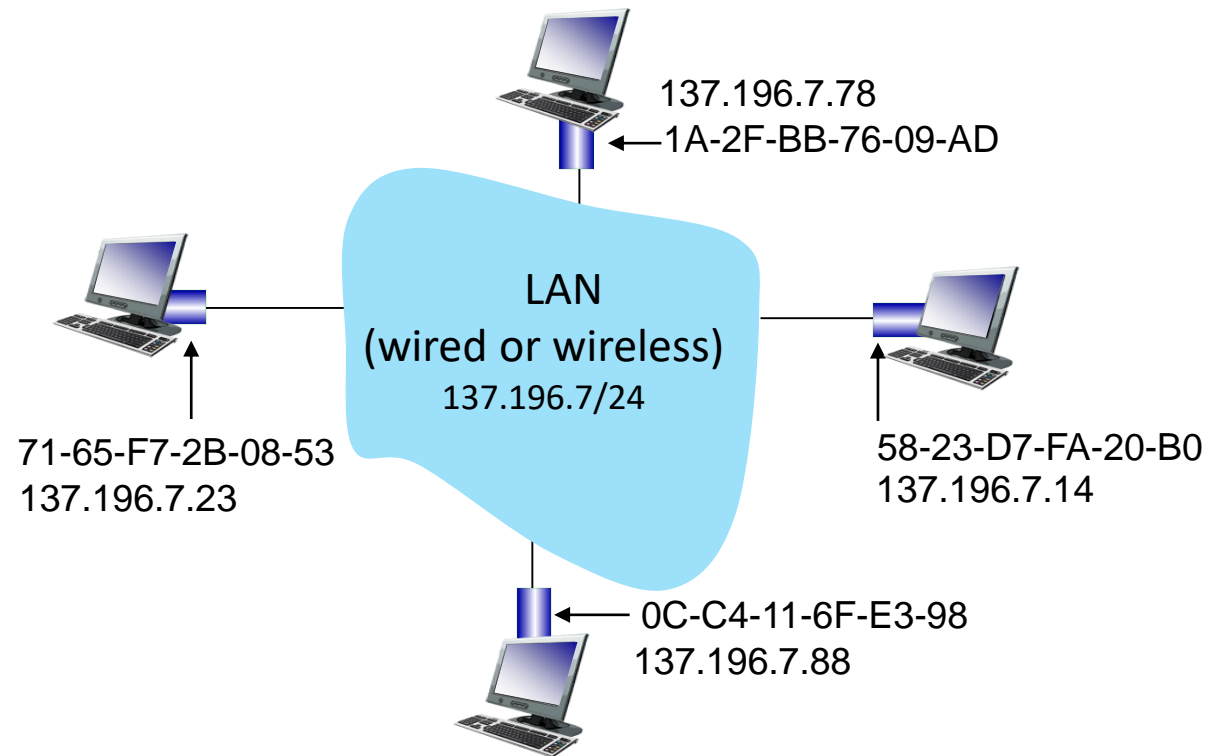 137.196.7.78
1A-2F-BB-76-09-AD
LAN
(wired or wireless)
137.196.7/24
71-65-F7-2B-08-53
137.196.7.23
58-23-D7-FA-20-B0
137.196.7.14
0C-C4-11-6F-E3-98
137.196.7.88